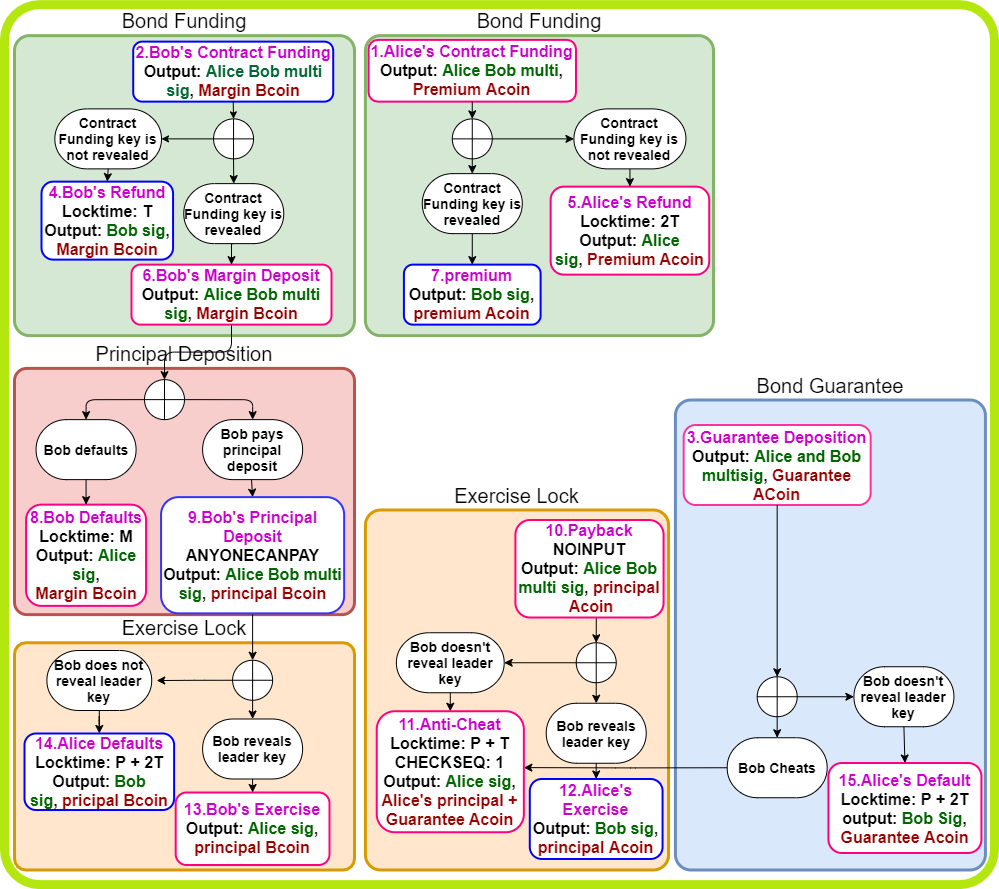 Bond Funding
2.Bob's Contract Funding
Output: Alice Bob multi
sig, Margin Bcoin
Contract
Funding key is
not revealed
4.Bob's Refund
Locktime: T
Output: Bob sig,
Margin Bcoin
Contract
Funding key is
revealed
6.Bob's Margin Deposit
Output: Alice Bob multi
sig, Margin Bcoin
Bond Funding
1.Alice's Contract Funding
Output: Alice Bob multi,
Premium Acoin
Contract
Funding key is
not revealed
Contract
Funding key is
revealed
5.Alice's Refund
Locktime: 2T
Output: Alice
sig, Premium Acoin
7.premium
Output: Bob sig,
premium Acoin
Principal Deposition
Bob defaults
Bob pays
principal
deposit
8.Bob Defaults
Locktime: M
Output: Alice
sig,
Margin Bcoin
9.Bob's Principal
Deposit
ANYONECANPAY
Output: Alice Bob multi
sig, principal Bcoin
Exercise Lock
Bob does not
reveal leader
key
14.Alice Defaults
Locktime: P + 2T
Output: Bob
sig, pricipal Bcoin
Bob reveals
leader key
13.Bob's Exercise
Output: Alice sig,
principal Bcoin
Exercise Lock
10.Payback
NOINPUT
Output: Alice Bob
multi sig, principal
Acoin
Bob doesn't
reveal leader
key
11.Anti-Cheat
Locktime: P + T
CHECKSEQ: 1
Output: Alice sig,
Alice's principal +
Guarantee Acoin
Bob reveals
leader key
12.Alice's
Exercise
Output: Bob sig,
principal Acoin
Bond Guarantee
3.Guarantee Deposition
Output: Alice and Bob
multisig, Guarantee
ACoin
Bob doesn't
reveal leader
key
Bob Cheats
15.Alice's Default
Locktime: P + 2T
output: Bob Sig,
Guarantee Acoin